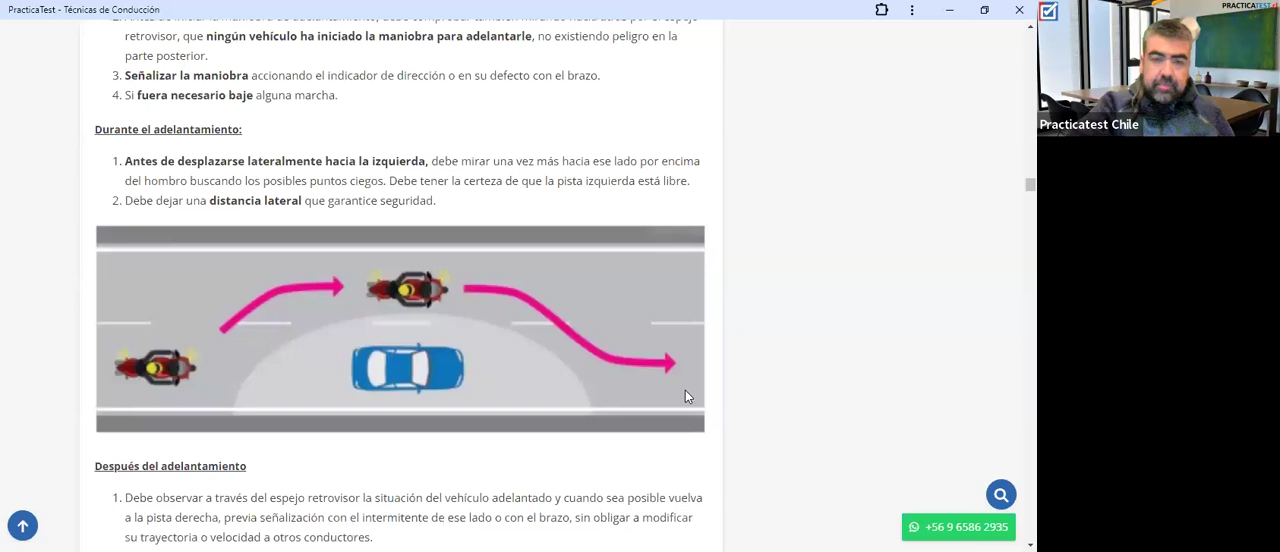 PracticaTest - Técnicas de Conducción
PRACTICATEST.cl
retrovisor, que ningún vehículo ha iniciado la maniobra para adelantarle, no existiendo peligro en la
parte posterior.
3. Señalizar la maniobra accionando el indicador de dirección o en su defecto con el brazo.
4. Si fuera necesario baje alguna marcha.
Practicatest Chile
Durante el adelantamiento:
1. Antes de desplazarse lateralmente hacia la izquierda, debe mirar una vez más hacia ese lado por encima
del hombro buscando los posibles puntos ciegos. Debe tener la certeza de que la pista izquierda está libre.
2. Debe dejar una distancia lateral que garantice seguridad.
Después del adelantamiento
1. Debe observar a través del espejo retrovisor la situación del vehículo adelantado y cuando sea posible vuelva
a la pista derecha, previa señalización con el intermitente de ese lado o con el brazo, sin obligar a modificar
su trayectoria o velocidad a otros conductores.
+56 9 6586 2935